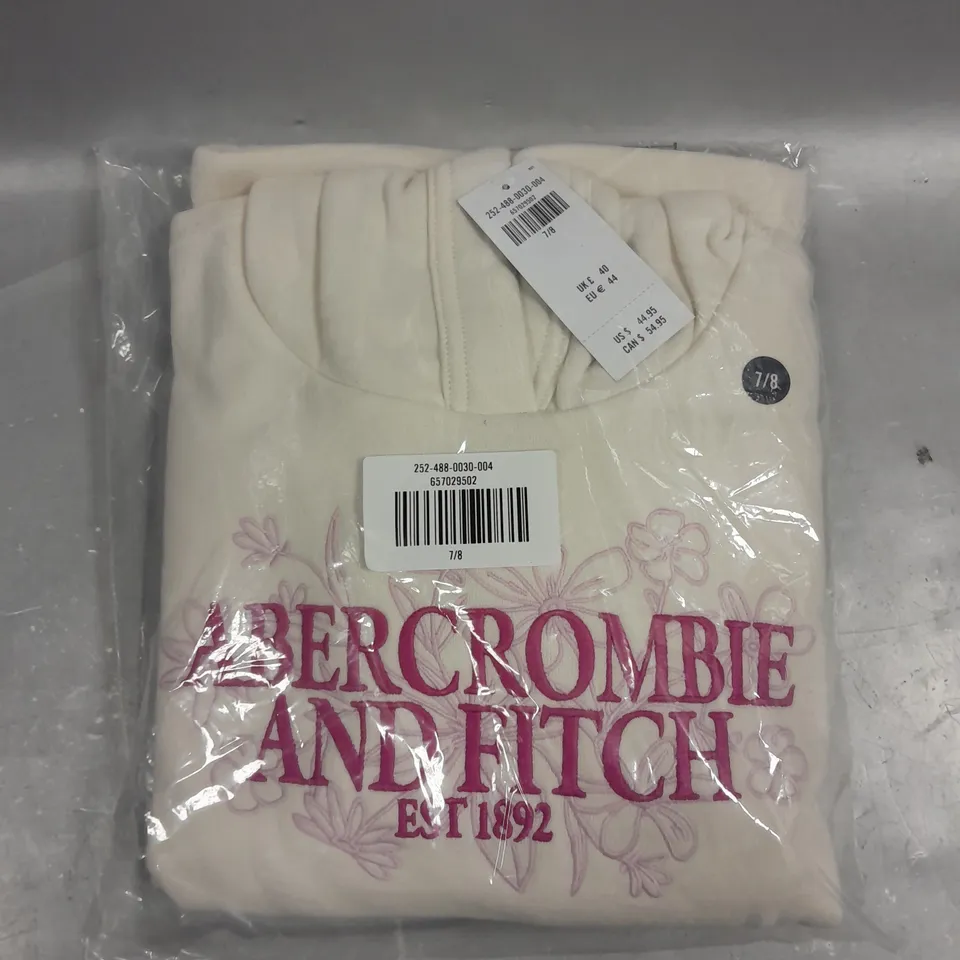 252-488-0030-004
657029502
7/8
UK £ 40
EU € 44
US $ 44.95
CAN $ 54.95
7/8
252-488-0030-004
657029502
7/8
ABERCROMBIE
AND FITCH
EST 1892